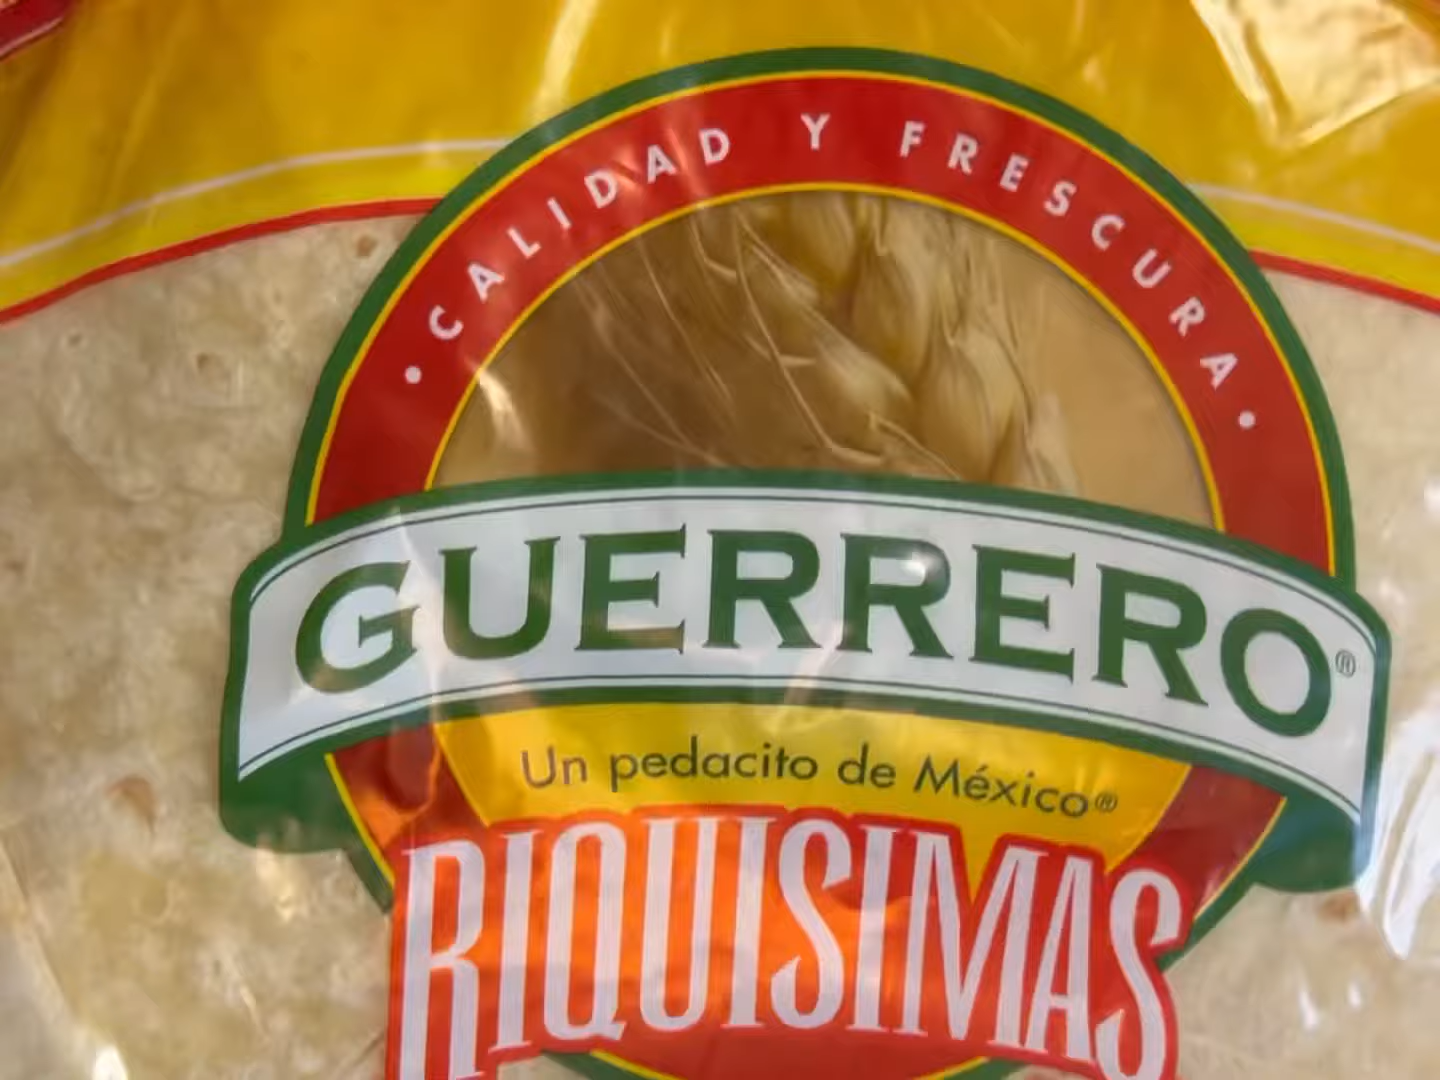 • CALIDAD Y FRESCURA •
GUERRERO®
Un pedacito de México®
RIQUISIMAS